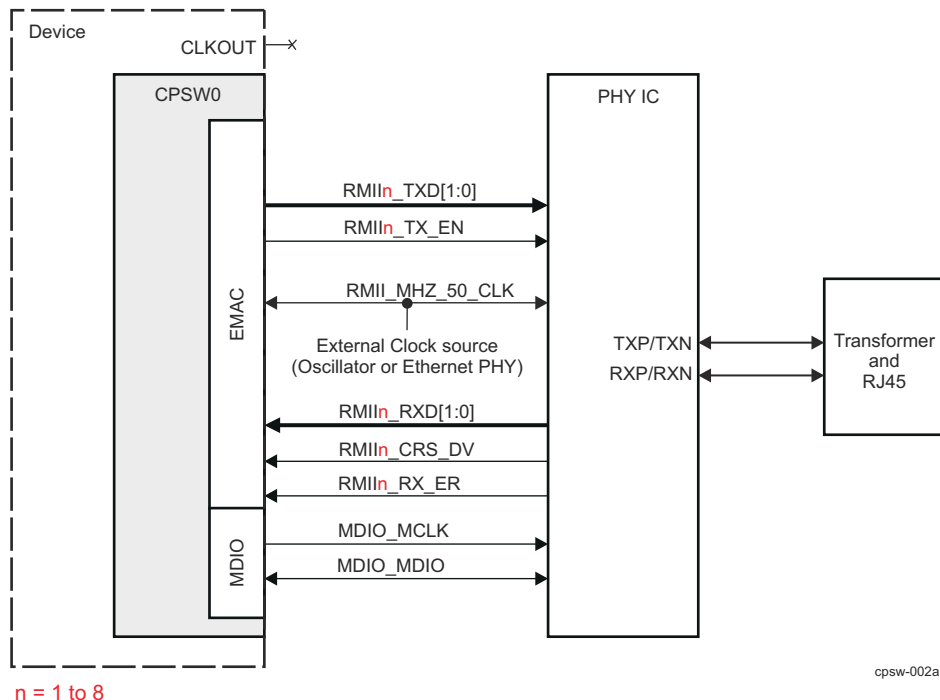 Device
CLKOUT
CPSW0
PHY IC
RMIIn_TXD[1:0]
RMIIn_TX_EN
EMAC
RMII_MHZ_50_CLK
External Clock source
(Oscillator or Ethernet PHY)
TXP/TXN
RXP/RXN
Transformer
and
RJ45
RMIIn_RXD[1:0]
RMIIn_CRS_DV
RMIIn_RX_ER
MDIO
MDIO_MCLK
MDIO_MDIO
cpsw-002a
n = 1 to 8